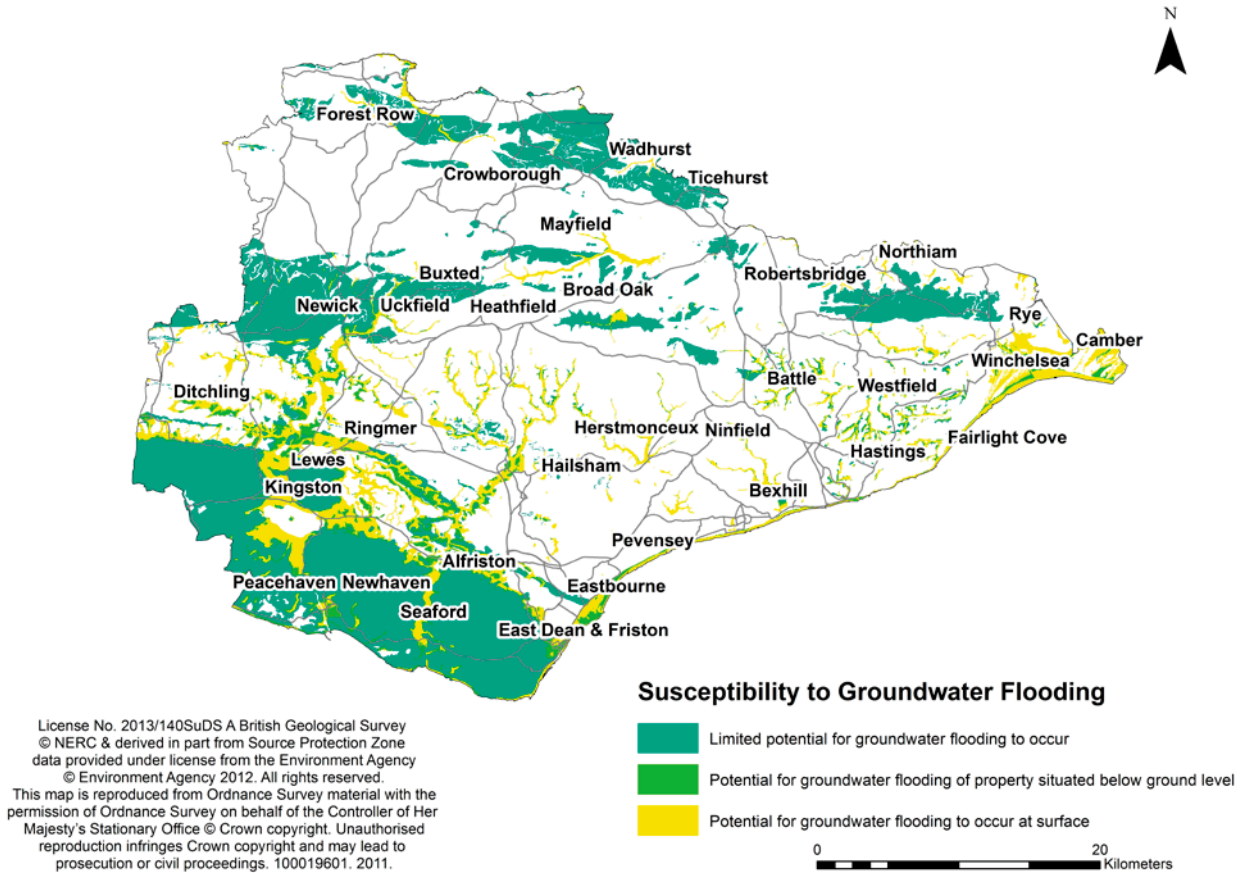 N
Forest Row
Wadhurst
Crowborough
Ticehurst
Mayfield
Northiam
Buxted
Robertsbridge
Broad Oak
Newick
Uckfield
Heathfield
Rye
Camber
Winchelsea
Ditchling
Battle
Westfield
Ringmer
Herstmonceux
Ninfield
Fairlight Cove
Lewes
Hailsham
Hastings
Kingston
Bexhill
Pevensey
Alfriston
Peacehaven
Newhaven
Eastbourne
Seaford
East Dean & Friston
Susceptibility to Groundwater Flooding
Limited potential for groundwater flooding to occur
Potential for groundwater flooding of property situated below ground level
Potential for groundwater flooding to occur at surface
0
20
Kilometers
License No. 2013/140SuDS A British Geological Survey
© NERC & derived in part from Source Protection Zone
data provided under license from the Environment Agency
© Environment Agency 2012. All rights reserved.
This map is reproduced from Ordnance Survey material with the
permission of Ordnance Survey on behalf of the Controller of Her
Majesty's Stationary Office © Crown copyright. Unauthorised
reproduction infringes Crown copyright and may lead to
prosecution or civil proceedings. 100019601. 2011.